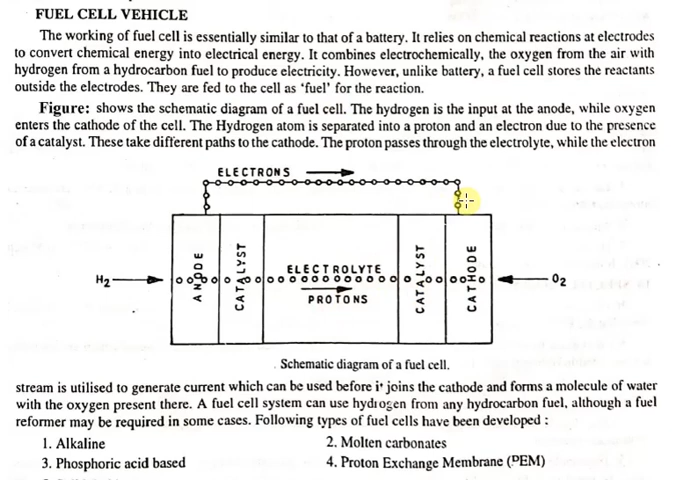 FUEL CELL VEHICLE
The working of fuel cell is essentially similar to that of a battery. It relies on chemical reactions at electrodes
to convert chemical energy into electrical energy. It combines electrochemically, the oxygen from the air with
hydrogen from a hydrocarbon fuel to produce electricity. However, unlike battery, a fuel cell stores the reactants
outside the electrodes. They are fed to the cell as 'fuel' for the reaction.
Figure: shows the schematic diagram of a fuel cell. The hydrogen is the input at the anode, while oxygen
enters the cathode of the cell. The Hydrogen atom is separated into a proton and an electron due to the presence
of a catalyst. These take different paths to the cathode. The proton passes through the electrolyte, while the electron
ELECTRONS
H2
ANODE
CATALYST
ELECTROLYTE
PROTONS
CATALYST
CATHODE
O2
Schematic diagram of a fuel cell.
stream is utilised to generate current which can be used before it joins the cathode and forms a molecule of water
with the oxygen present there. A fuel cell system can use hydrogen from any hydrocarbon fuel, although a fuel
reformer may be required in some cases. Following types of fuel cells have been developed :
1. Alkaline
2. Molten carbonates
3. Phosphoric acid based
4. Proton Exchange Membrane (PEM)